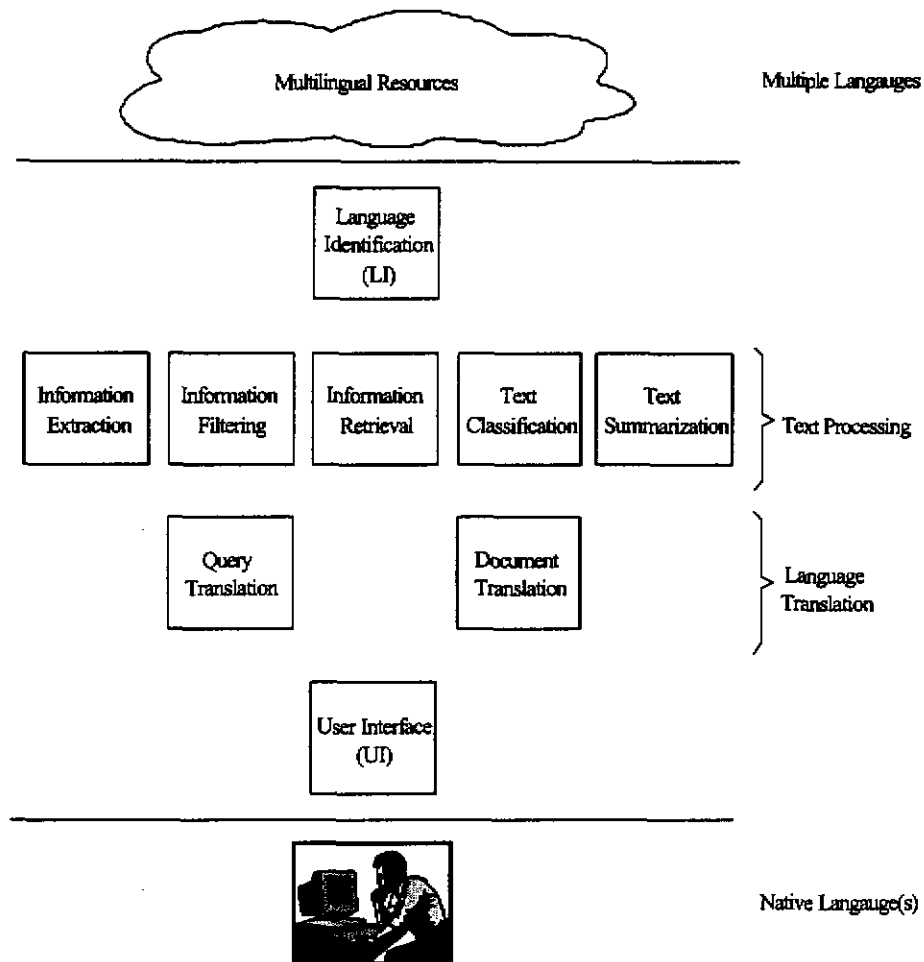 Multilingual Resources
Multiple Langauges
Language
Identification
(LI)
Information
Extraction
Information
Filtering
Information
Retrieval
Text
Classification
Text
Summarization
Text Processing
Query
Translation
Document
Translation
Language
Translation
User Interface
(UI)
Native Langauge(s)